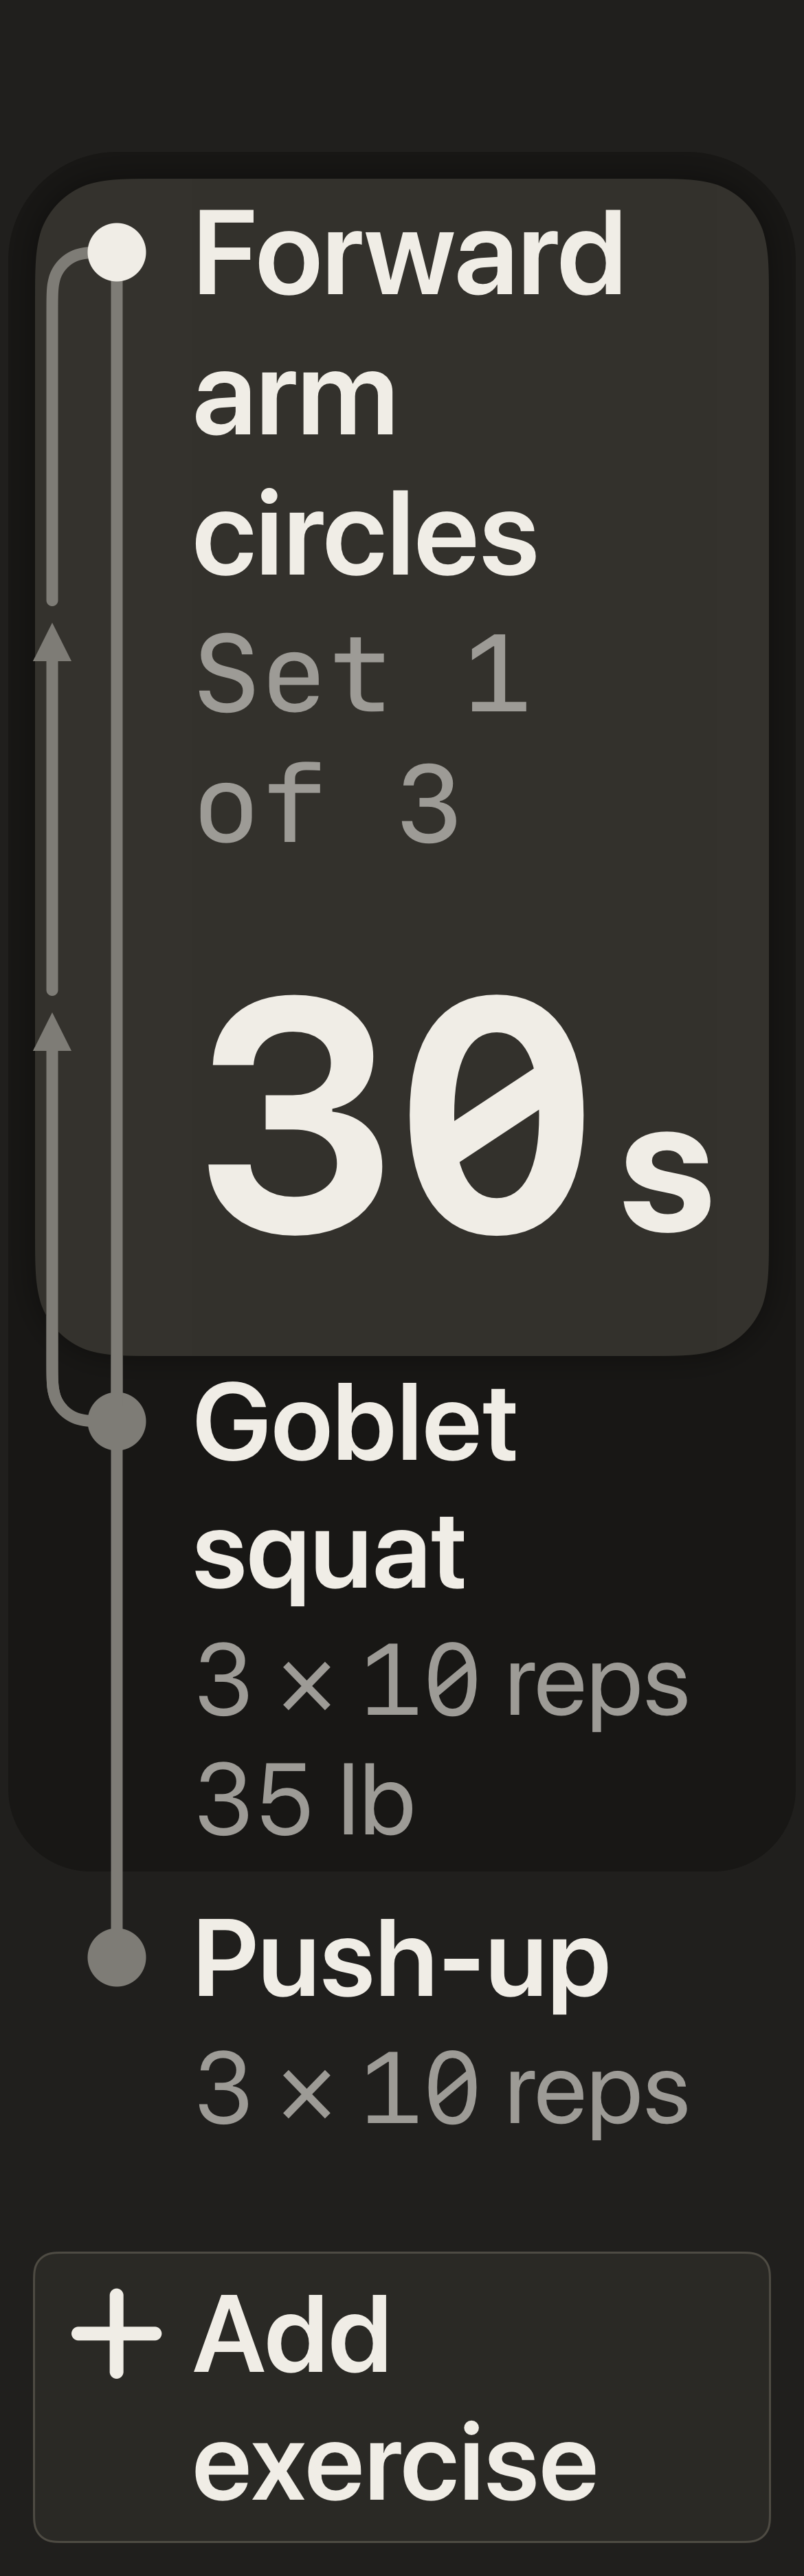 Forward
arm
circles
Set 1
of 3
30s
Goblet
squat
3 × 10 reps
35 lb
Push-up
3 × 10 reps
Add
exercise